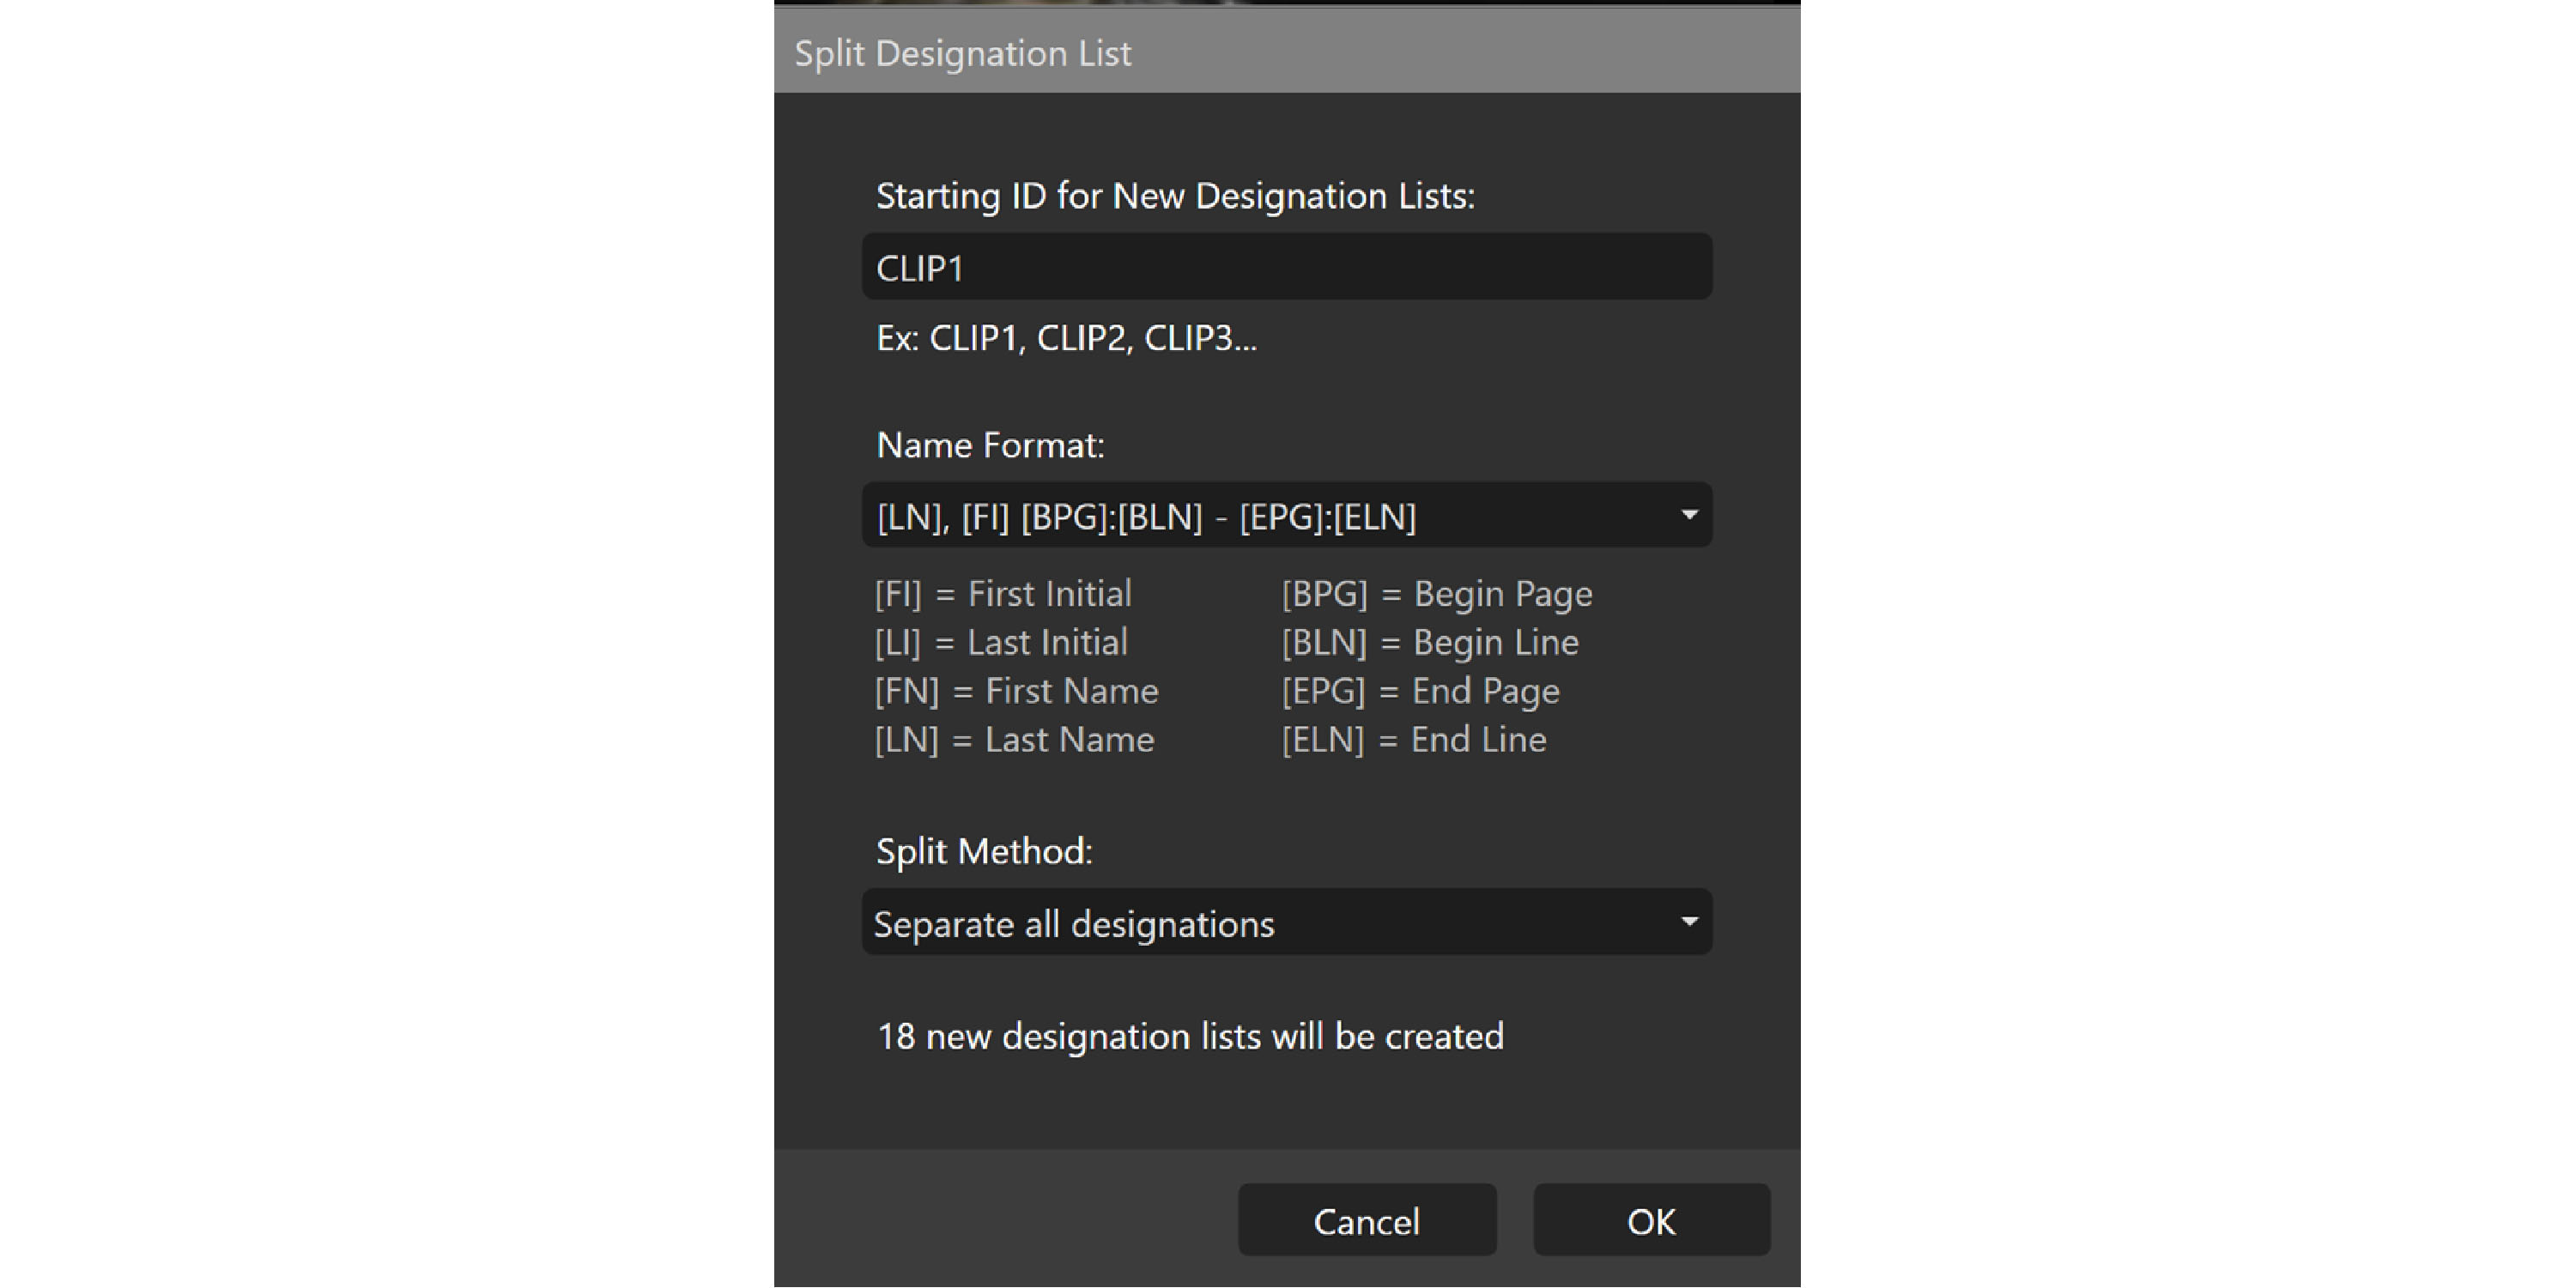 Split Designation List
Starting ID for New Designation Lists:
CLIP1
Ex: CLIP1, CLIP2, CLIP3...
Name Format:
[LN], [FI] [BPG]:[BLN] - [EPG]:[ELN]
[FI] = First Initial
[LI] = Last Initial
[FN] = First Name
[LN] = Last Name
[BPG] = Begin Page
[BLN] = Begin Line
[EPG] = End Page
[ELN] = End Line
Split Method:
Separate all designations
18 new designation lists will be created
Cancel
OK